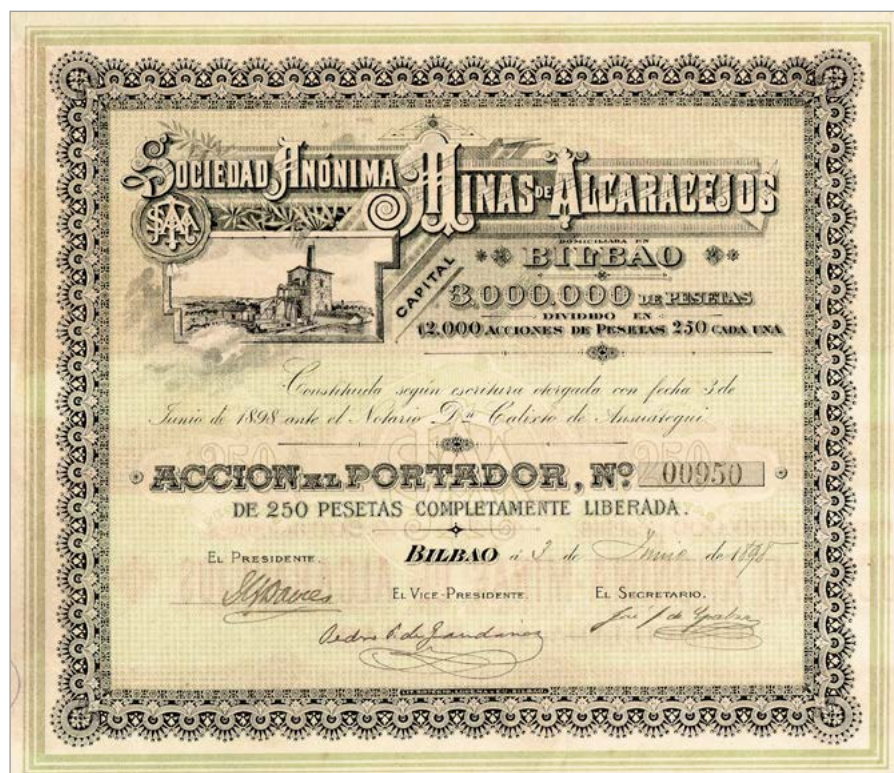 SOCIEDAD ANÓNIMA MINAS DE ALCARACEJOS
SAMA
DOMICILIADA EN
BILBAO
CAPITAL
3.000.000 DE PESETAS
DIVIDIDO EN
12.000 ACCIONES DE PESETAS 250 CADA UNA
Constituida según escritura otorgada con fecha 3 de
Junio de 1898 ante el Notario Dn Calixto de Ansuategui
250 250
ACCION AL PORTADOR, Nº 00950
DE 250 PESETAS COMPLETAMENTE LIBERADA.
BILBAO á 3 de Junio de 1898
EL PRESIDENTE.
EL VICE-PRESIDENTE.
EL SECRETARIO.